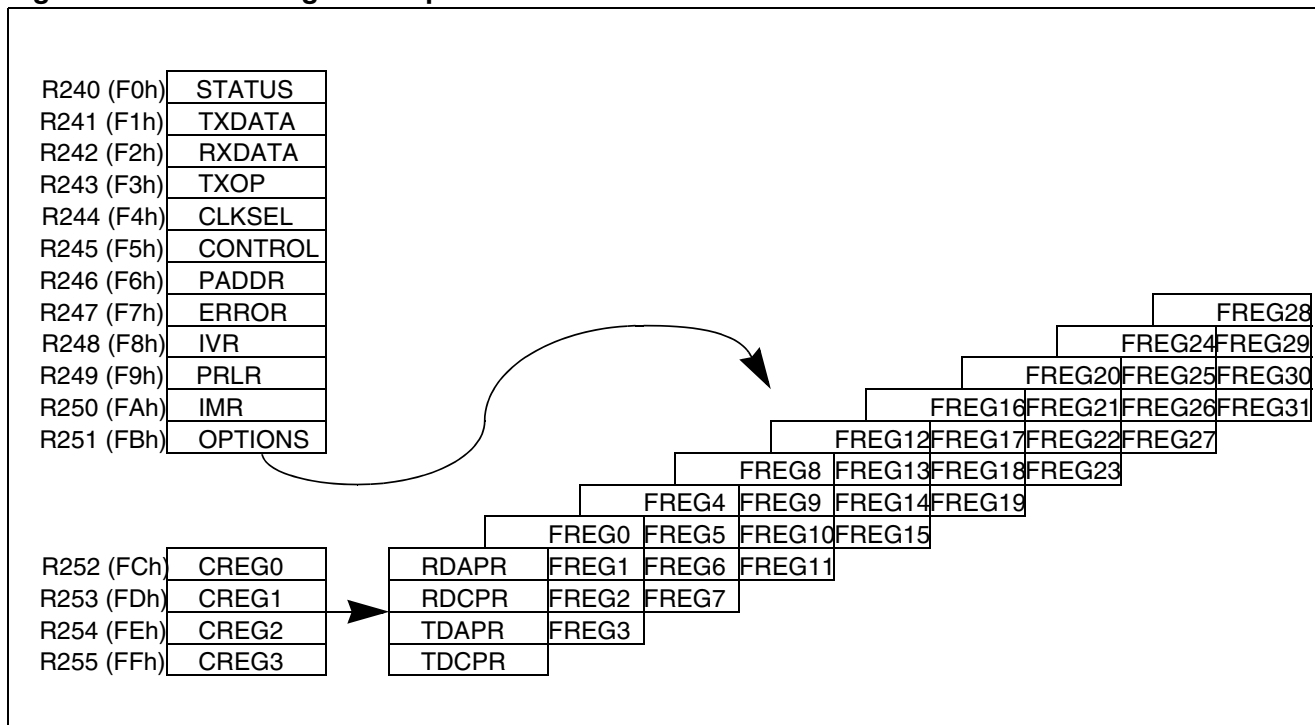 R240 (F0h) STATUS
R241 (F1h) TXDATA
R242 (F2h) RXDATA
R243 (F3h) TXOP
R244 (F4h) CLKSEL
R245 (F5h) CONTROL
R246 (F6h) PADDR
R247 (F7h) ERROR FREG28
R248 (F8h) IVR FREG24 FREG29
R249 (F9h) PRLR FREG20 FREG25 FREG30
R250 (FAh) IMR FREG16 FREG21 FREG26 FREG31
R251 (FBh) OPTIONS FREG12 FREG17 FREG22 FREG27
FREG8 FREG13 FREG18 FREG23
FREG4 FREG9 FREG14 FREG19
FREG0 FREG5 FREG10 FREG15
R252 (FCh) CREG0 RDAPR FREG1 FREG6 FREG11
R253 (FDh) CREG1 RDCPR FREG2 FREG7
R254 (FEh) CREG2 TDAPR FREG3
R255 (FFh) CREG3 TDCPR